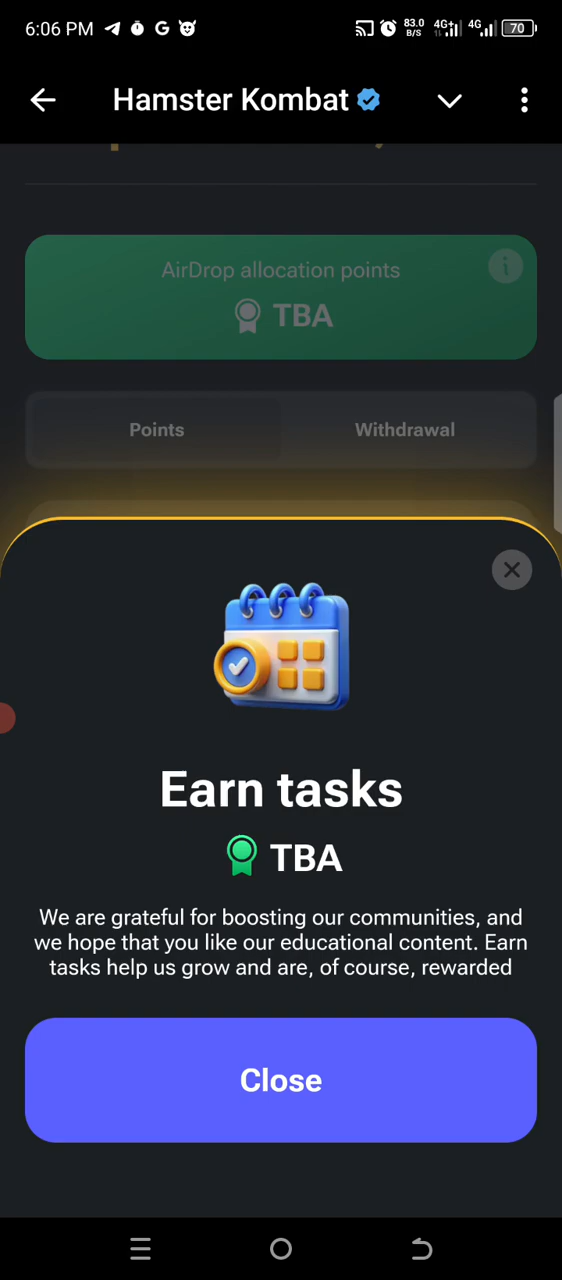 6:06 PM
83.0
B/S
4G+
4G
70
Hamster Kombat
AirDrop allocation points
TBA
Points
Withdrawal
Earn tasks
TBA
We are grateful for boosting our communities, and
we hope that you like our educational content. Earn
tasks help us grow and are, of course, rewarded
Close